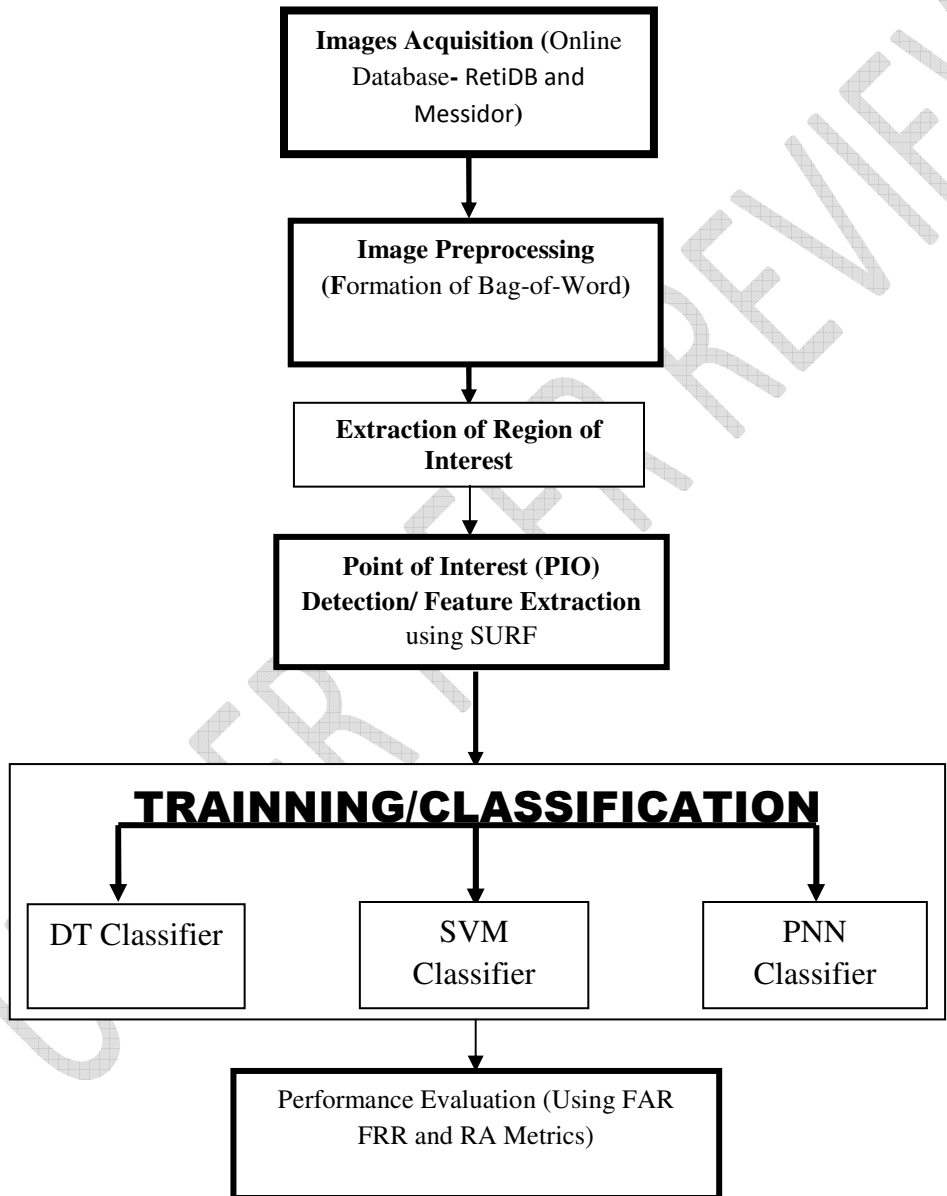 Images Acquisition (Online
Database- RetiDB and
Messidor)
Image Preprocessing
(Formation of Bag-of-Word)
Extraction of Region of
Interest
Point of Interest (PIO)
Detection/ Feature Extraction
using SURF
TRAINNING/CLASSIFICATION
DT Classifier
SVM
Classifier
PNN
Classifier
Performance Evaluation (Using FAR
FRR and RA Metrics)